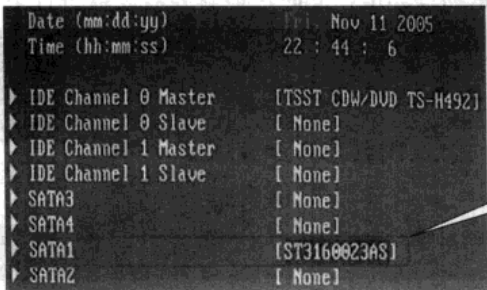 Date (mm:dd:yy) Fri, Nov 11 2005
Time (hh:mm:ss) 22 : 44 : 6
IDE Channel 0 Master [TSST CDW/DVD TS-H492]
IDE Channel 0 Slave [ None]
IDE Channel 1 Master [ None]
IDE Channel 1 Slave [ None]
SATA3 [ None]
SATA4 [ None]
SATA1 [ST3160023AS]
SATA2 [ None]